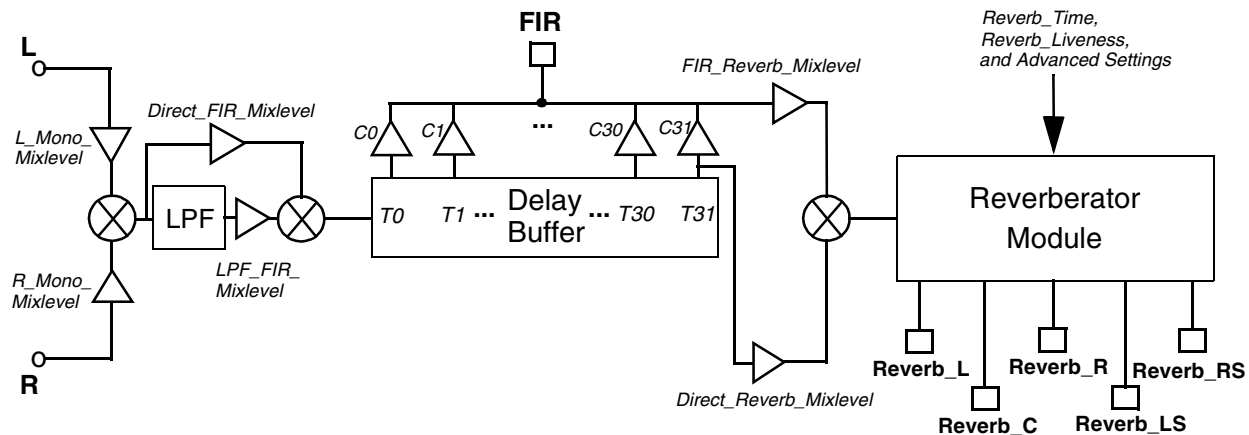 L
FIR
Reverb_Time,
Reverb_Liveness,
and Advanced Settings
FIR_Reverb_Mixlevel
Direct_FIR_Mixlevel
L_Mono_
Mixlevel
C0
C1
...
C30
C31
LPF
T0
T1 ... Delay ... T30
Buffer
T31
Reverberator
Module
R_Mono_
Mixlevel
LPF_FIR_
Mixlevel
R
Direct_Reverb_Mixlevel
Reverb_L
Reverb_C
Reverb_R
Reverb_LS
Reverb_RS